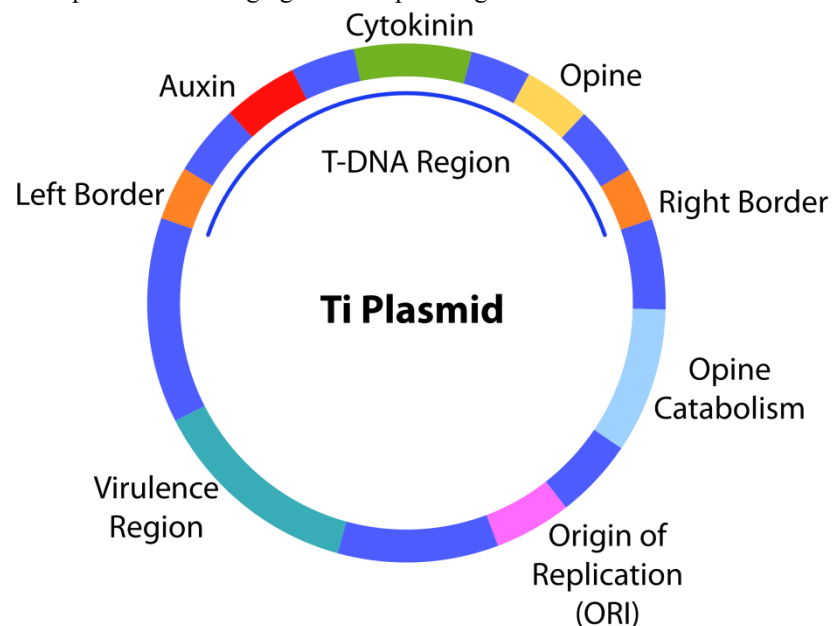 Cytokinin
Auxin
Opine
T-DNA Region
Left Border
Right Border
Ti Plasmid
Opine
Catabolism
Virulence
Region
Origin of
Replication
(ORI)